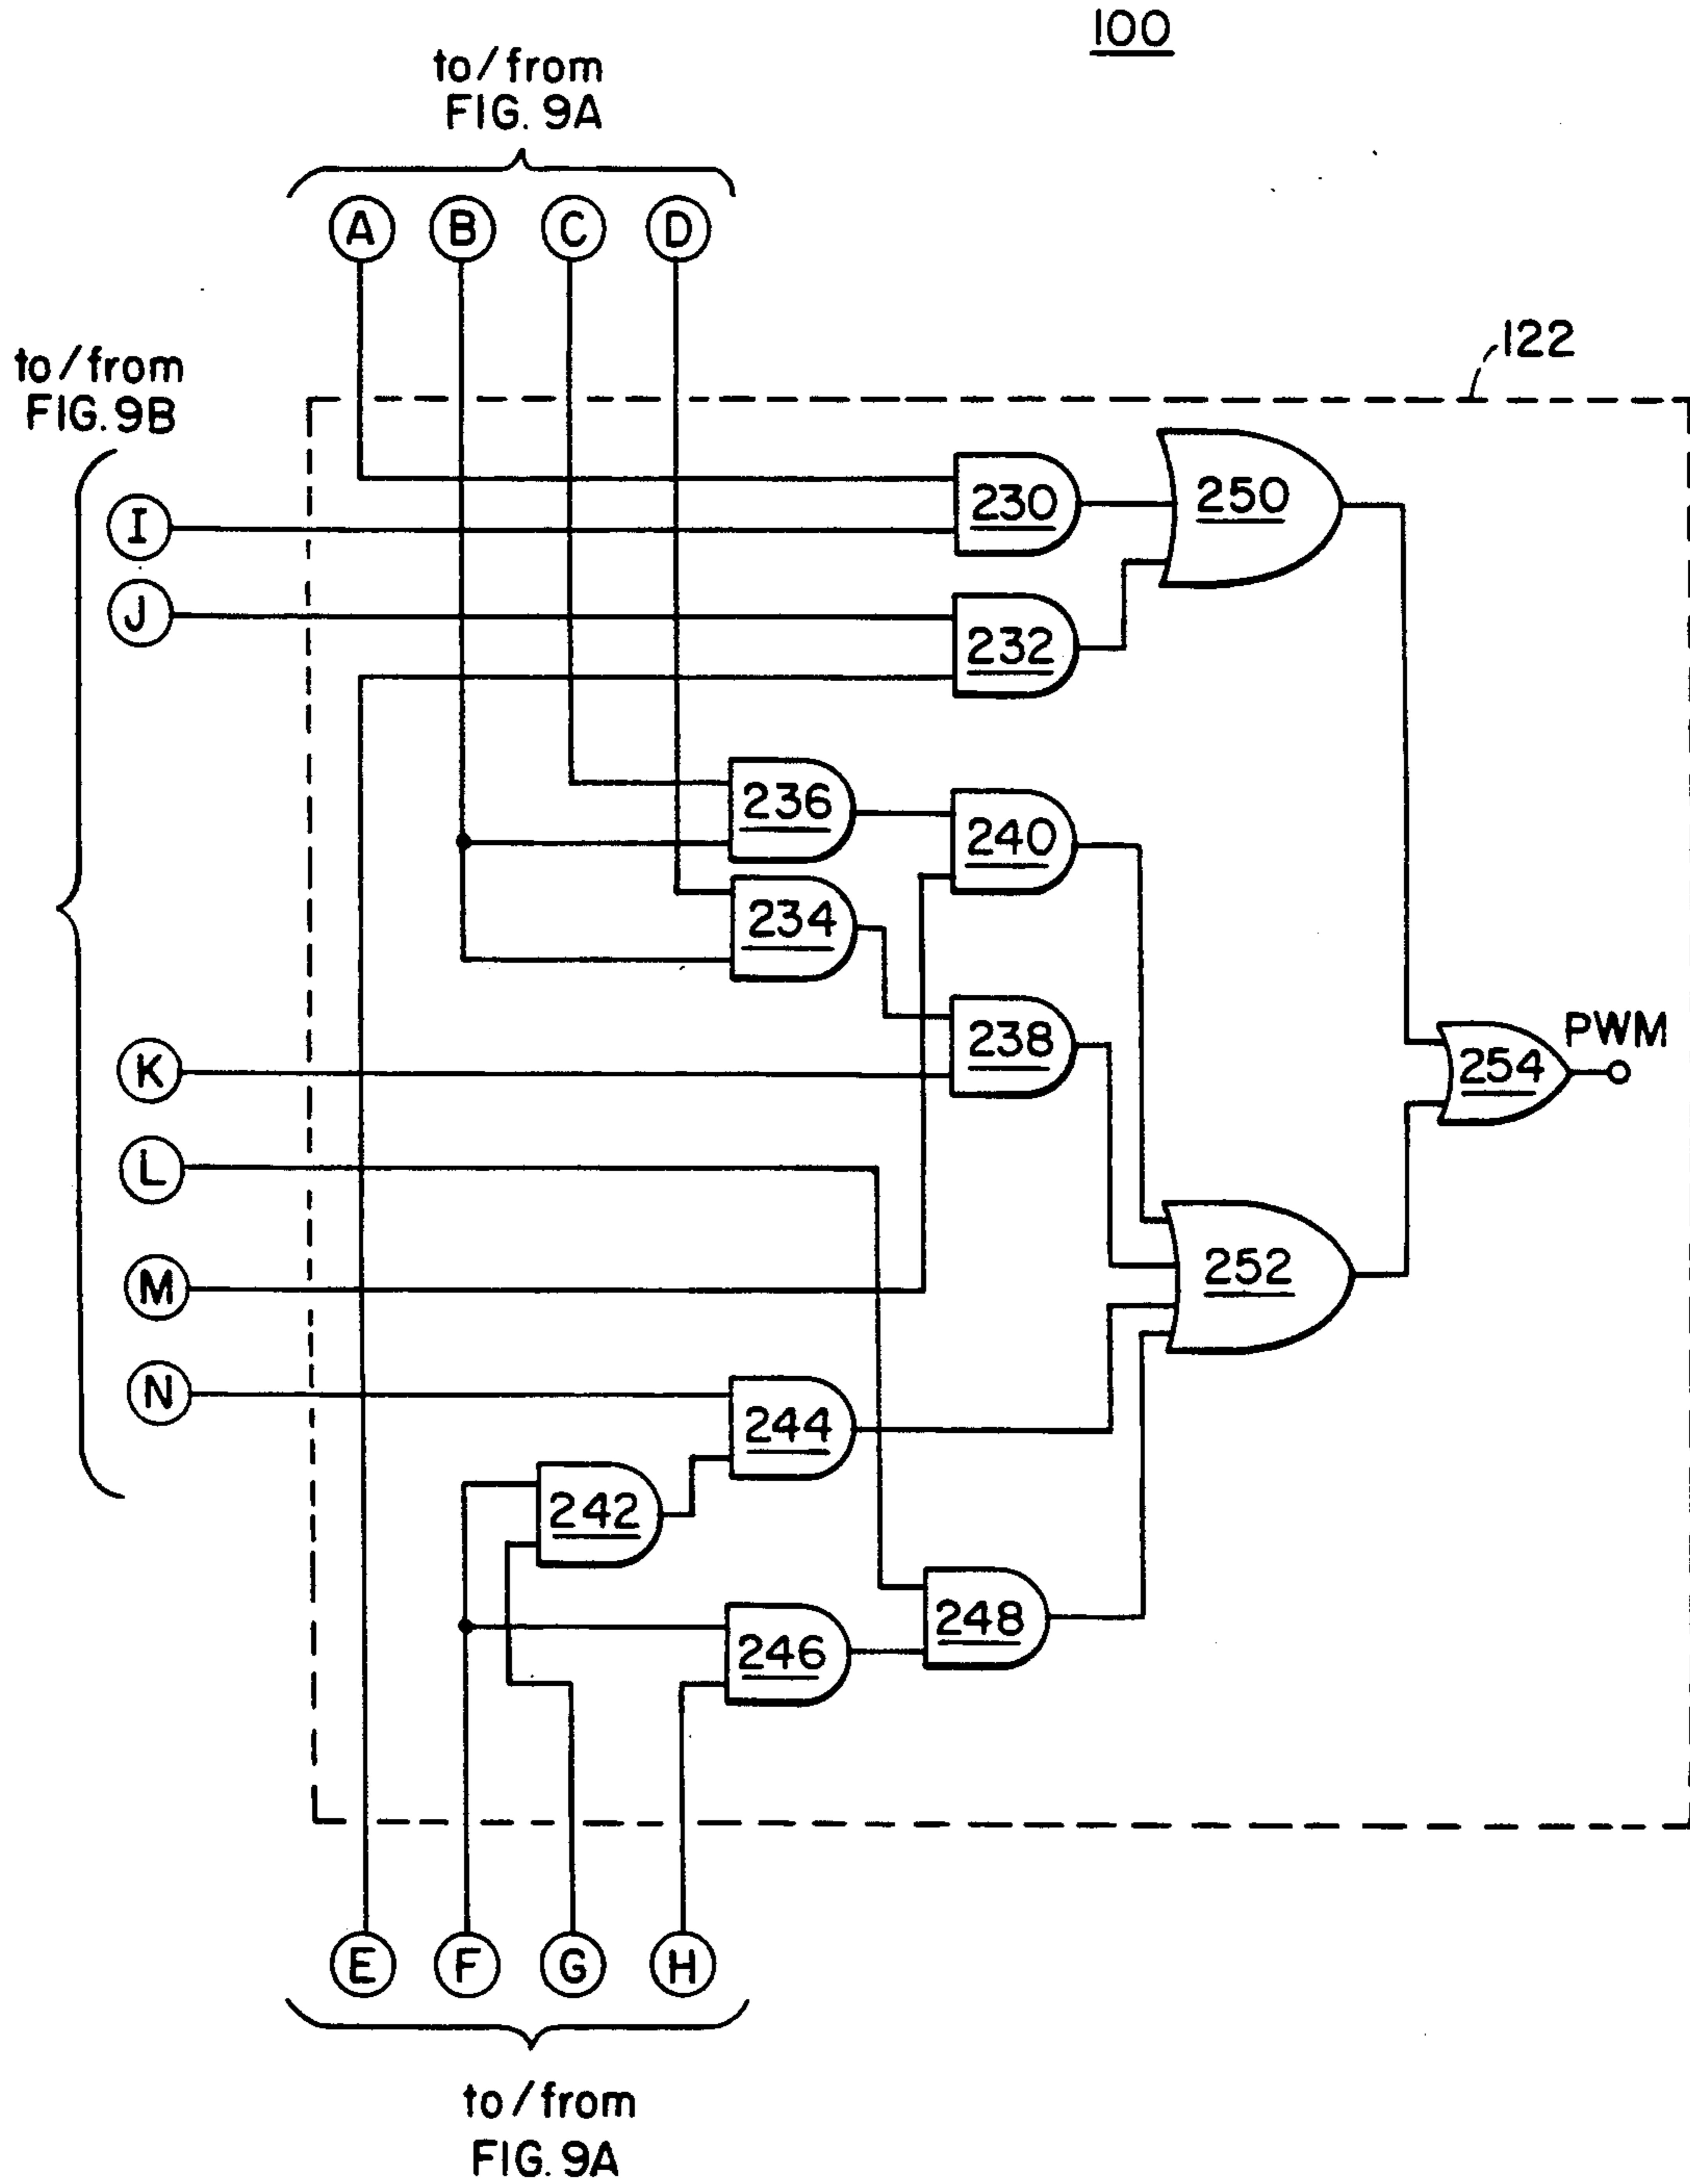 100
to/from
FIG. 9A
A B C D
122
to/from
FIG. 9B
I
J
230
250
232
236
240
234
238
K
PWM
254
L
252
M
N
244
242
248
246
E F G H
to/from
FIG. 9A